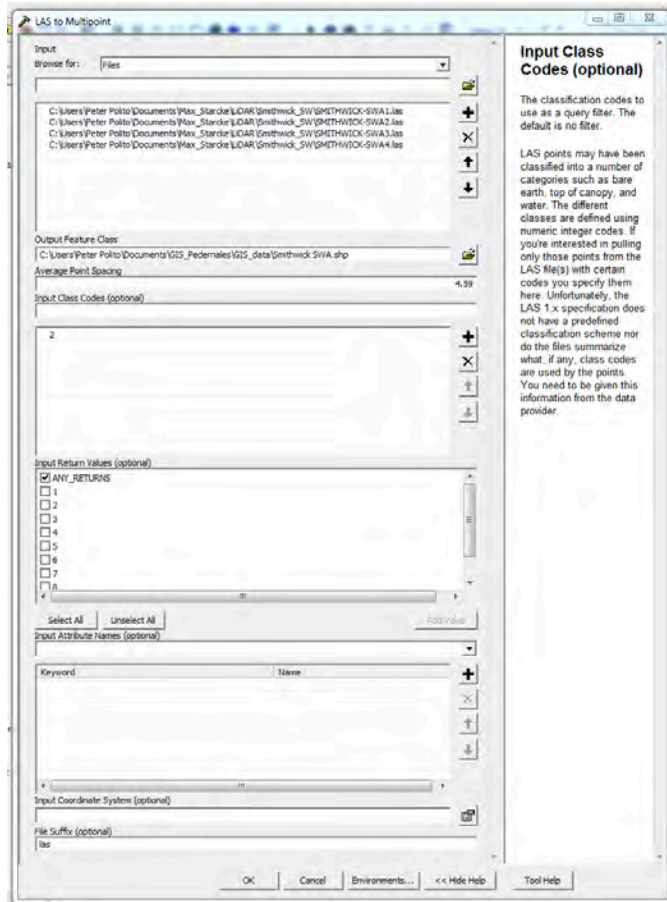 LAS to Multipoint
Input
Browse for:
Files
C:\Users\Peter Polito\Documents\Max_Starcke\LiDAR\Smithwick_SW\SMITHWICK-SWA1.las
C:\Users\Peter Polito\Documents\Max_Starcke\LiDAR\Smithwick_SW\SMITHWICK-SWA2.las
C:\Users\Peter Polito\Documents\Max_Starcke\LiDAR\Smithwick_SW\SMITHWICK-SWA3.las
C:\Users\Peter Polito\Documents\Max_Starcke\LiDAR\Smithwick_SW\SMITHWICK-SWA4.las
Output Feature Class
C:\Users\Peter Polito\Documents\GIS_Pedernales\GIS_data\Smithwick SWA.shp
Average Point Spacing
4.59
Input Class Codes (optional)
2
Input Return Values (optional)
ANY_RETURNS
1
2
3
4
5
6
7
8
Select All
Unselect All
Add Value
Input Attribute Names (optional)
Keyword
Name
Input Coordinate System (optional)
File Suffix (optional)
las
OK
Cancel
Environments...
<< Hide Help
Tool Help
Input Class
Codes (optional)
The classification codes to
use as a query filter. The
default is no filter.
LAS points may have been
classified into a number of
categories such as bare
earth, top of canopy, and
water. The different
classes are defined using
numeric integer codes. If
you're interested in pulling
only those points from the
LAS file(s) with certain
codes you specify them
here. Unfortunately, the
LAS 1.x specification does
not have a predefined
classification scheme nor
do the files summarize
what, if any, class codes
are used by the points.
You need to be given this
information from the data
provider.